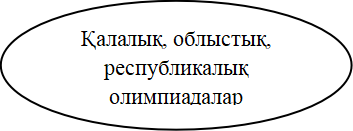 Қалалық, облыстық,
республикалық
олимпиадалар